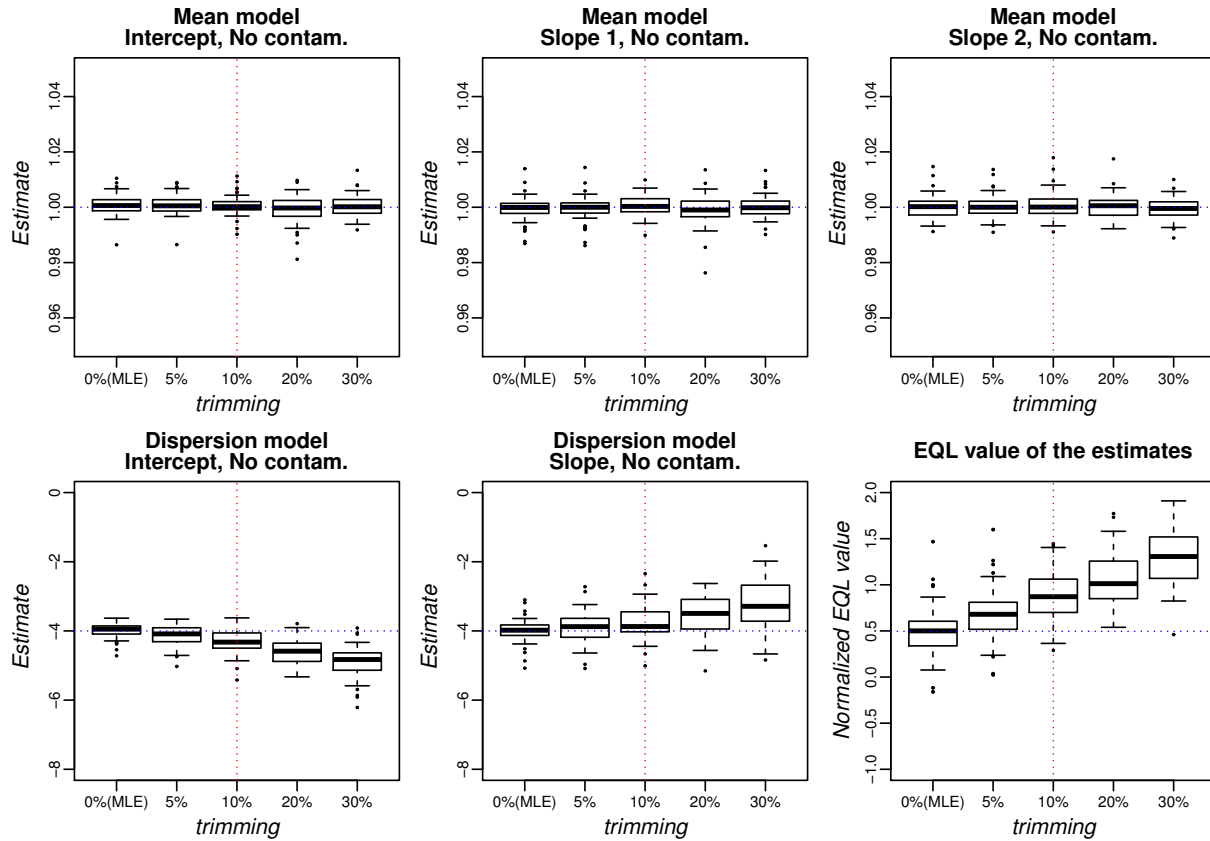 Mean model
Intercept, No contam.
Estimate
1.04
1.02
1.00
0.98
0.96
0%(MLE) 5% 10% 20% 30%
trimming
Mean model
Slope 1, No contam.
Estimate
1.04
1.02
1.00
0.98
0.96
0%(MLE) 5% 10% 20% 30%
trimming
Mean model
Slope 2, No contam.
Estimate
1.04
1.02
1.00
0.98
0.96
0%(MLE) 5% 10% 20% 30%
trimming
Dispersion model
Intercept, No contam.
Estimate
0
−2
−4
−6
−8
0%(MLE) 5% 10% 20% 30%
trimming
Dispersion model
Slope, No contam.
Estimate
0
−2
−4
−6
−8
0%(MLE) 5% 10% 20% 30%
trimming
EQL value of the estimates
Normalized EQL value
2.0
1.5
1.0
0.5
0.0
−0.5
−1.0
0%(MLE) 5% 10% 20% 30%
trimming